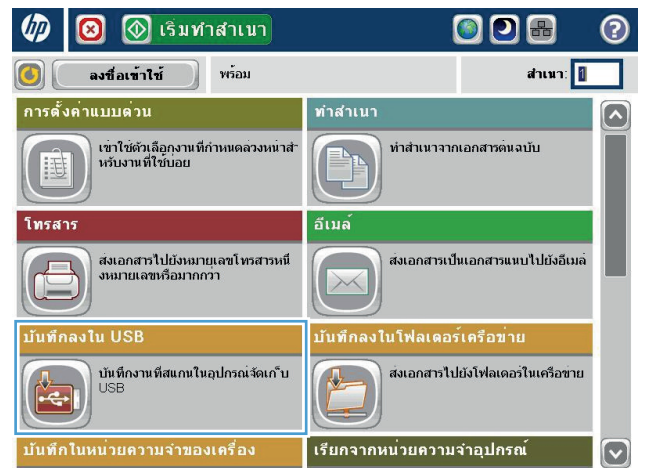 hp
เริ่มทำสำเนา
?
ลงชื่อเข้าใช้
พร้อม
สำเนา: 1
การตั้งค่าแบบด่วน
เข้าใช้ตัวเลือกงานที่กำหนดล่วงหน้าสำ
หรับงานที่ใช้บ่อย
ทำสำเนา
ทำสำเนาจากเอกสารต้นฉบับ
โทรสาร
ส่งเอกสารไปยังหมายเลขโทรสารหนึ่
งหมายเลขหรือมากกว่า
อีเมล์
ส่งเอกสารเป็นเอกสารแนบไปยังอีเมล์
บันทึกลงใน USB
บันทึกงานที่สแกนในอุปกรณ์จัดเก็บ
USB
บันทึกลงในโฟลเดอร์เครือข่าย
ส่งเอกสารไปยังโฟลเดอร์ในเครือข่าย
บันทึกในหน่วยความจำของเครื่อง
เรียกจากหน่วยความจำอุปกรณ์